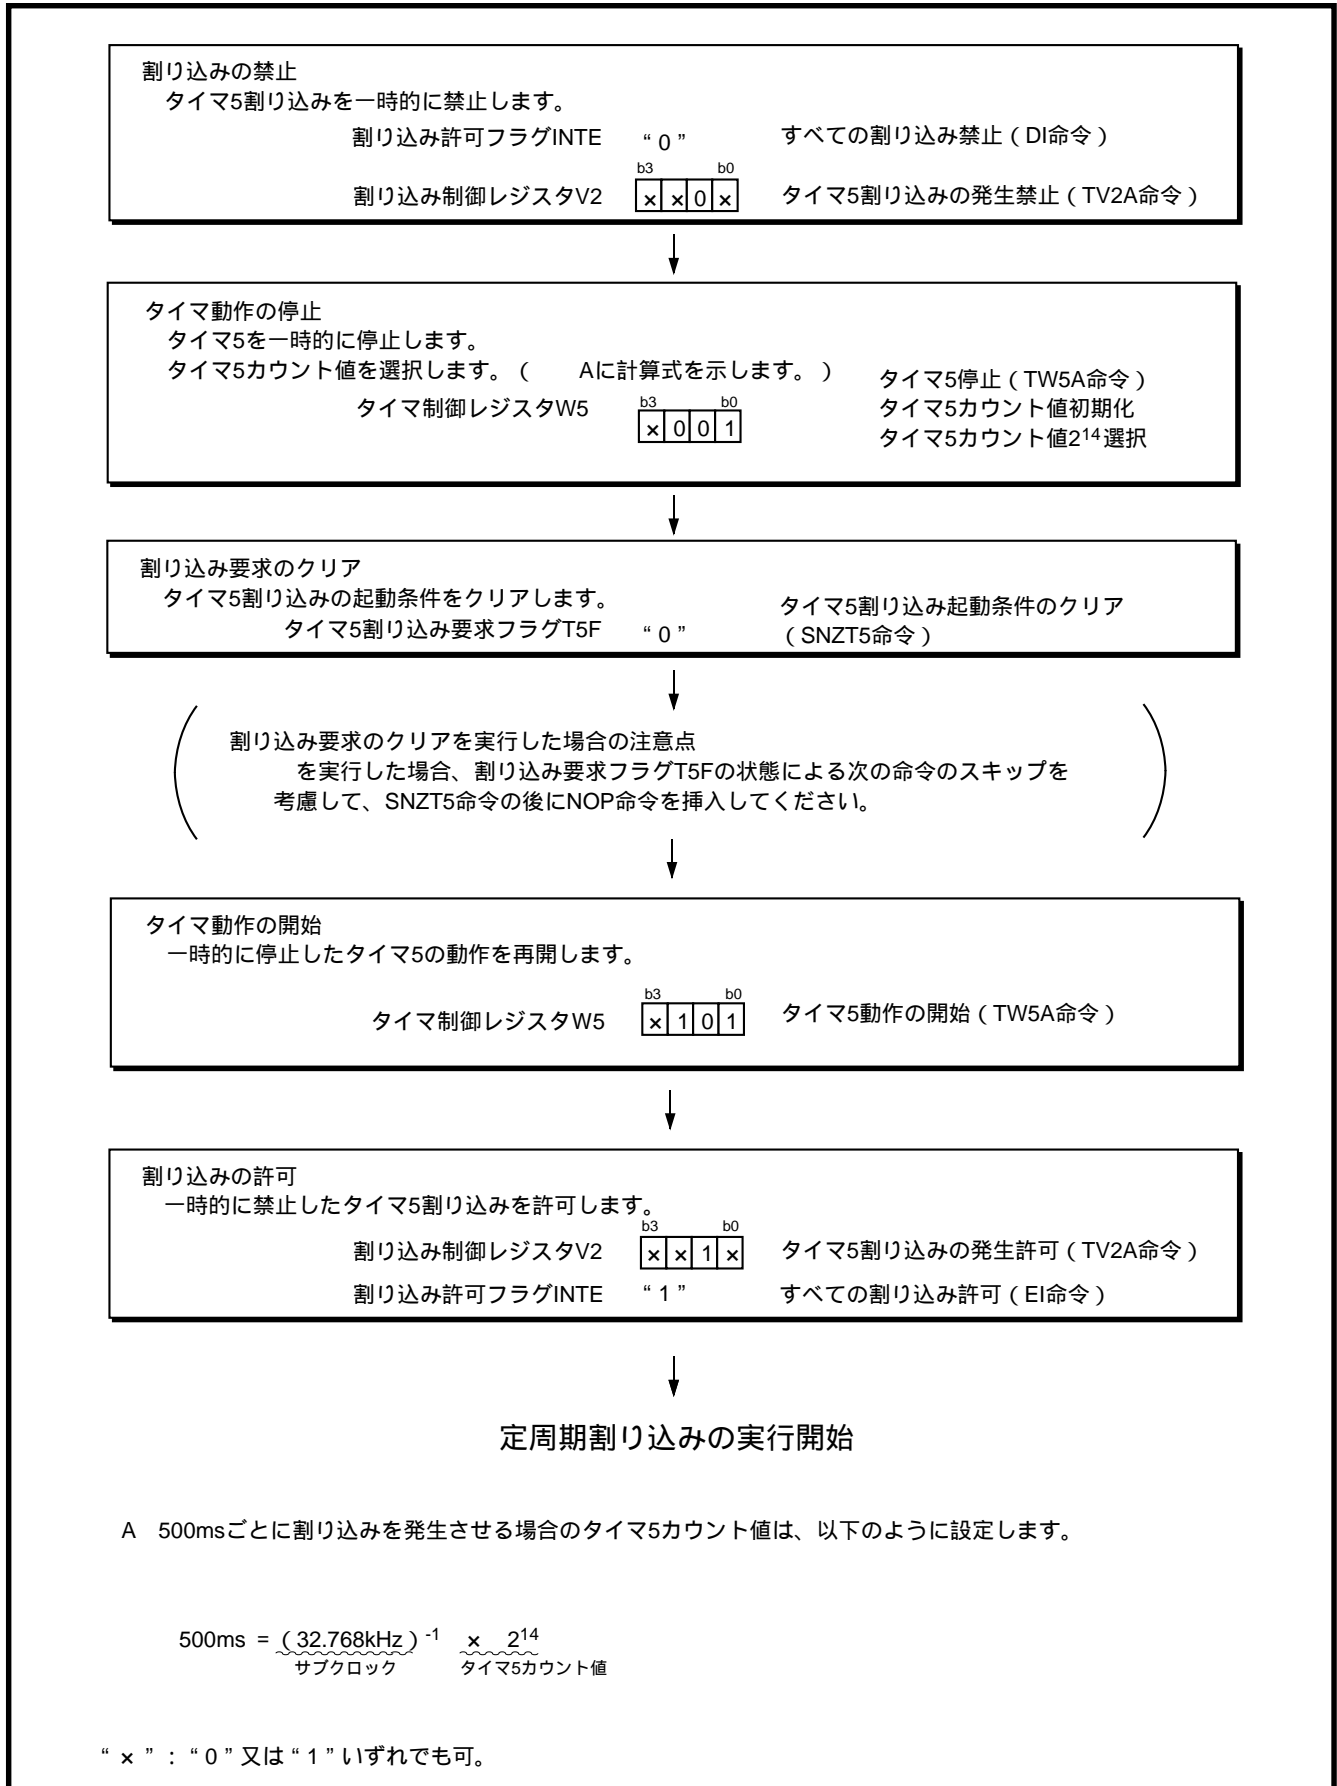 割り込みの禁止
タイマ5割り込みを一時的に禁止します。
割り込み許可フラグINTE “ 0 ” すべての割り込み禁止 ( DI命令 )
b3 b0
割り込み制御レジスタV2 × × 0 × タイマ5割り込みの発生禁止 ( TV2A命令 )
タイマ動作の停止
タイマ5を一時的に停止します。
タイマ5カウント値を選択します。 ( Aに計算式を示します。 )
タイマ5停止 ( TW5A命令 )
b3 b0
タイマ制御レジスタW5 × 0 0 1 タイマ5カウント値初期化
タイマ5カウント値2¹⁴選択
割り込み要求のクリア
タイマ5割り込みの起動条件をクリアします。
タイマ5割り込み起動条件のクリア
タイマ5割り込み要求フラグT5F “ 0 ” ( SNZT5命令 )
割り込み要求のクリアを実行した場合の注意点
を実行した場合、割り込み要求フラグT5Fの状態による次の命令のスキップを
考慮して、SNZT5命令の後にNOP命令を挿入してください。
タイマ動作の開始
一時的に停止したタイマ5の動作を再開します。
b3 b0
タイマ制御レジスタW5 × 1 0 1 タイマ5動作の開始 ( TW5A命令 )
割り込みの許可
一時的に禁止したタイマ5割り込みを許可します。
b3 b0
割り込み制御レジスタV2 × × 1 × タイマ5割り込みの発生許可 ( TV2A命令 )
割り込み許可フラグINTE “ 1 ” すべての割り込み許可 ( EI命令 )
定周期割り込みの実行開始
A 500msごとに割り込みを発生させる場合のタイマ5カウント値は、以下のように設定します。
500ms = ( 32.768kHz ) ⁻¹ × 2¹⁴
サブクロック タイマ5カウント値
“ × ” : “ 0 ” 又は “ 1 ” いずれでも可。